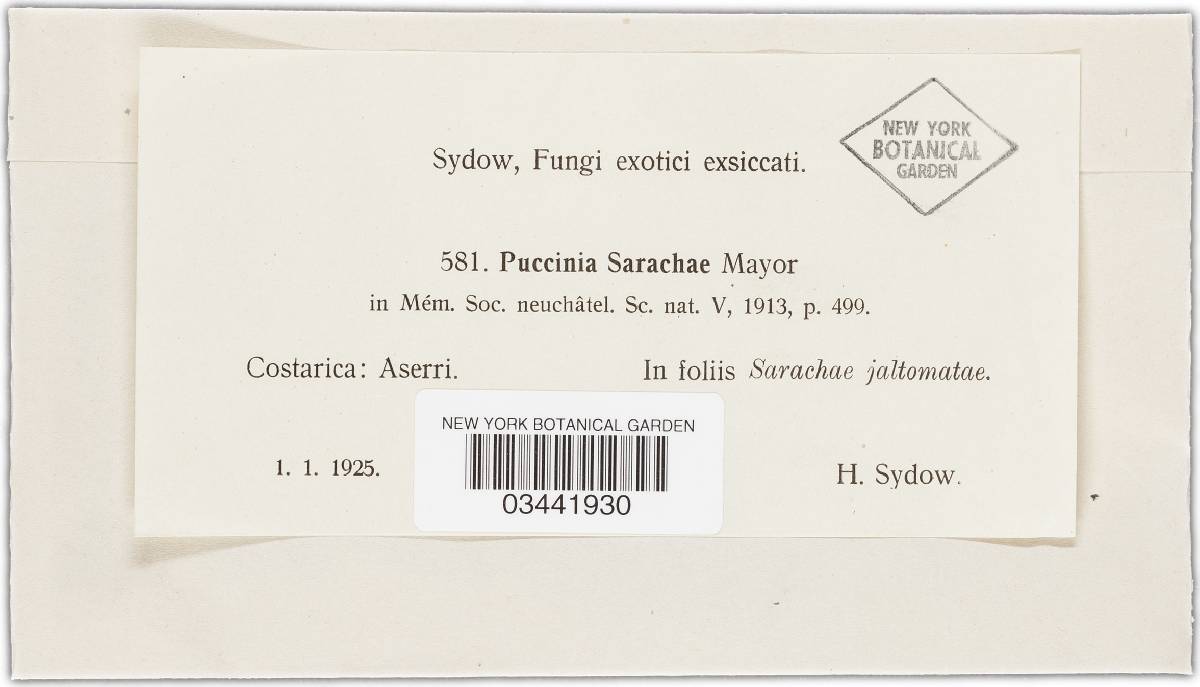 NEW YORK
BOTANICAL
GARDEN
Sydow, Fungi exotici exsiccati.
581. Puccinia Sarachae Mayor
in Mém. Soc. neuchâtel. Sc. nat. V, 1913, p. 499.
Costarica: Aserri. In foliis Sarachae jaltomatae.
NEW YORK BOTANICAL GARDEN
03441930
1. 1. 1925. H. Sydow.